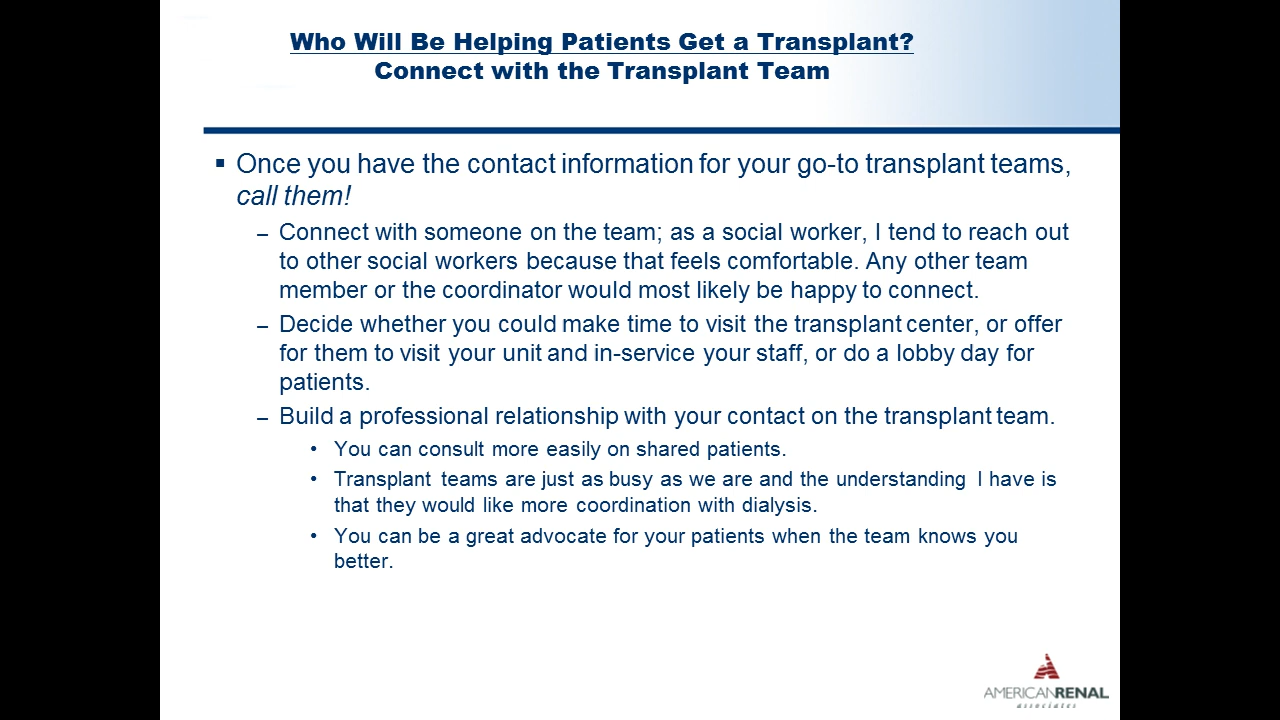 Who Will Be Helping Patients Get a Transplant?
Connect with the Transplant Team
▪ Once you have the contact information for your go-to transplant teams,
call them!
– Connect with someone on the team; as a social worker, I tend to reach out
to other social workers because that feels comfortable. Any other team
member or the coordinator would most likely be happy to connect.
– Decide whether you could make time to visit the transplant center, or offer
for them to visit your unit and in-service your staff, or do a lobby day for
patients.
– Build a professional relationship with your contact on the transplant team.
• You can consult more easily on shared patients.
• Transplant teams are just as busy as we are and the understanding I have is
that they would like more coordination with dialysis.
• You can be a great advocate for your patients when the team knows you
better.
AMERICAN RENAL
associates